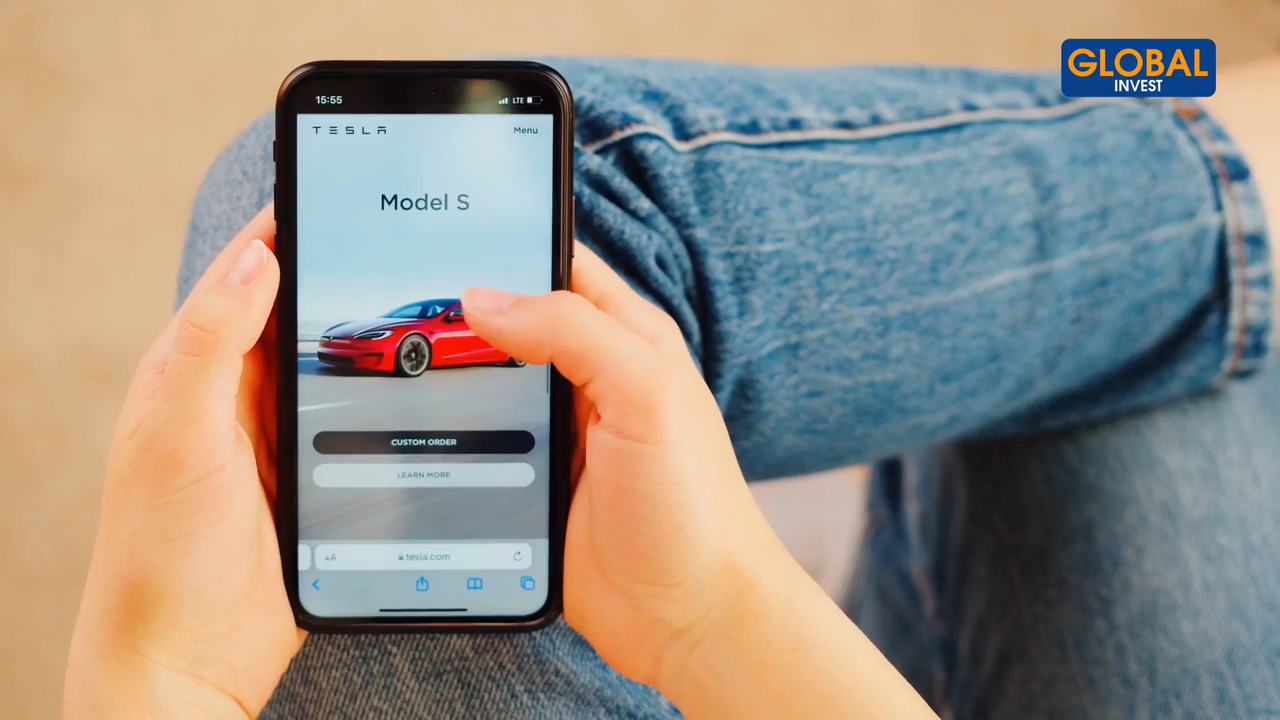 GLOBAL
INVEST
15:55
LTE
TESLA
Menu
Model S
CUSTOM ORDER
LEARN MORE
AA
tesla.com